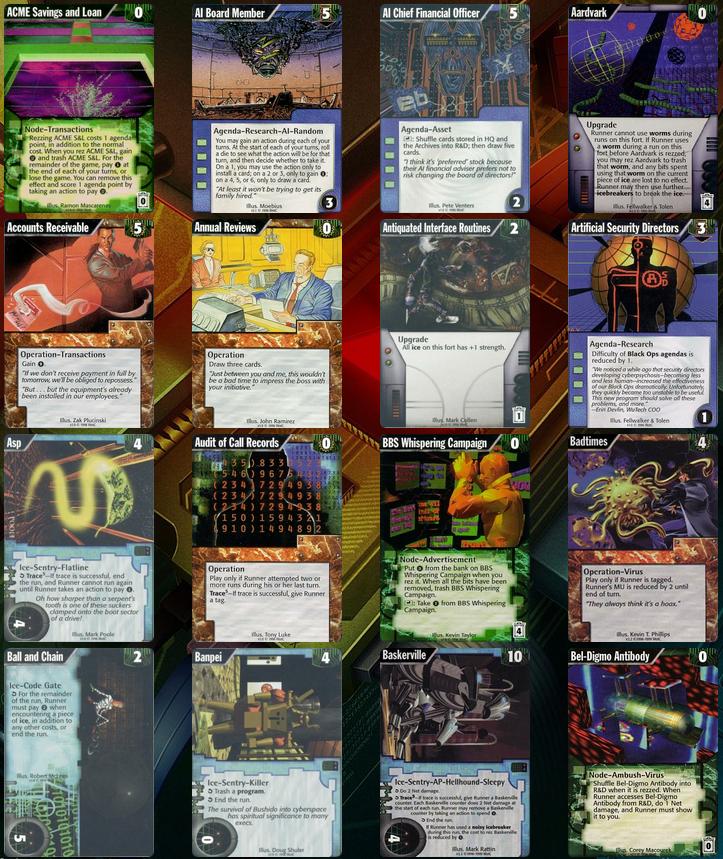 ACME Savings and Loan 0
Node-Transactions
Rezzing ACME S&L costs 1 agenda
point, in addition to the normal
cost. When you rez ACME S&L, gain
and trash ACME S&L. For the
remainder of the game, pay 1 at
the end of each of your turns, or
lose the game. You can remove this
effect and score 1 agenda point by
taking an action to pay
Illus. Ramon Mascarenas
0
AI Board Member 5
Agenda-Research-AI-Random
You may gain an action during each of your
turns. At the start of each of your turns, roll
a die to see what the action will be for that
turn, and then decide whether to take it.
On a 1, you may use the action only to
install a card; on a 2 or 3, only to gain 1;
on a 4, 5, or 6, only to draw a card.
"At least it won't be trying to get its
family hired."
Illus. Moebius
3
AI Chief Financial Officer 5
Agenda-Asset
: Shuffle cards stored in HQ and
the Archives into R&D; then draw five
cards.
"I think it's 'preferred' stock because
their AI financial adviser prefers not to
risk changing the board of directors!"
Illus. Pete Venters
2
Aardvark 0
Upgrade
Runner cannot use worms during
runs on this fort. If Runner uses
a worm during a run on this
fort before Aardvark is rezzed,
you may rez Aardvark to trash
that worm, and any bits spent
using that worm on the current
piece of ice are lost to no effect.
Runner may then use further
icebreakers to break the ice.
Illus. Fellwalker & Tolen
4
Accounts Receivable 5
Operation-Transactions
Gain 9.
"If we don't receive payment in full by
tomorrow, we'll be obliged to repossess."
"But . . . but the equipment's already
been installed in our employees."
Illus. Zak Plucinski
Annual Reviews 0
Operation
Draw three cards.
"Just between you and me, this wouldn't
be a bad time to impress the boss with
your initiative."
Illus. John Ramirez
Antiquated Interface Routines 2
Upgrade
All ice on this fort has +1 strength.
Illus. Mark Cullen
1
Artificial Security Directors 3
Agenda-Research
Difficulty of Black Ops agendas is
reduced by 1.
"We noticed a while ago that security directors
developing cyberpsychosis—becoming less
and less human—increased the effectiveness
of our Black Ops dramatically. Unfortunately,
they quickly became too unstable to be useful.
This new program should solve all these
problems, and more."
—Erin Devlin, WuTech COO
Illus. Fellwalker & Tolen
1
Asp 4
Ice-Sentry-Flatline
Trace5—If trace is successful, end
the run, and Runner cannot run again
until Runner takes an action to pay
Oh how sharper than a serpent's
tooth is one of these suckers
clamped onto the boot sector
of a drive!
Illus. Mark Poole
4
Audit of Call Records 0
Operation
Play only if Runner attempted two or
more runs during his or her last turn.
Trace5—If trace is successful, give Runner
a tag.
Illus. Tony Luke
BBS Whispering Campaign 0
Node-Advertisement
Put from the bank on BBS
Whispering Campaign when you
rez it. When all the bits have been
removed, trash BBS Whispering
Campaign.
: Take 2 from BBS Whispering
Campaign.
Illus. Kevin Taylor
4
Badtimes 4
Operation-Virus
Play only if Runner is tagged.
Runner's MU is reduced by 2 until
end of turn.
"They always think it's a hoax."
Illus. Kevin T. Phillips
Ball and Chain 2
Ice-Code Gate
For the remainder of
the run, Runner
must pay when
encountering a piece
of ice, in addition to
any other costs, or
end the run.
5
Banpei 4
Ice-Sentry-Killer
Trash a program.
End the run.
The survival of Bushido into cyberspace
has spiritual significance to many
execs.
Illus. Doug Shuler
0
Baskerville 10
Ice-Sentry-AP-Hellhound-Sleepy
Do 2 Net damage.
—If trace is successful, give Runner a Baskerville
counter. Each Baskerville counter does 2 Net damage at
the start of each run. Runner may remove a Baskerville
counter by taking an action to spend
End the run.
If Runner has used a noisy icebreaker
during this run, the cost to rez Baskerville
is reduced by
Illus. Mark Rattin
4
Bel-Digmo Antibody 0
Node-Ambush-Virus
Shuffle Bel-Digmo Antibody into
R&D when it is rezzed. When
Runner accesses Bel-Digmo
Antibody from R&D, do 1 Net
damage, and Runner must show
it to you.
Illus. Corey Macourek
0